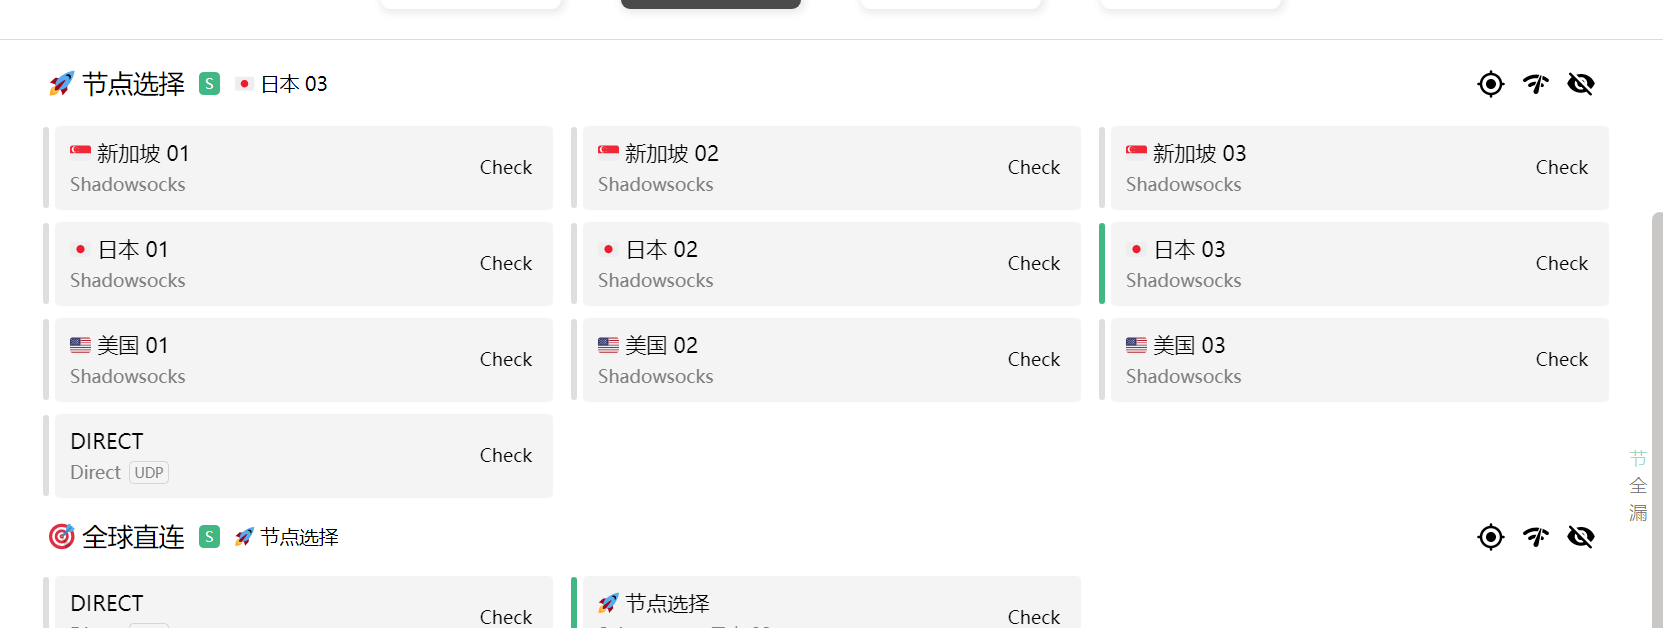 节点选择 S 日本 03
新加坡 01
Shadowsocks
Check
新加坡 02
Shadowsocks
Check
新加坡 03
Shadowsocks
Check
日本 01
Shadowsocks
Check
日本 02
Shadowsocks
Check
日本 03
Shadowsocks
Check
美国 01
Shadowsocks
Check
美国 02
Shadowsocks
Check
美国 03
Shadowsocks
Check
DIRECT
Direct UDP
Check
节
全
漏
全球直连 S 节点选择
DIRECT
Check
节点选择
Check